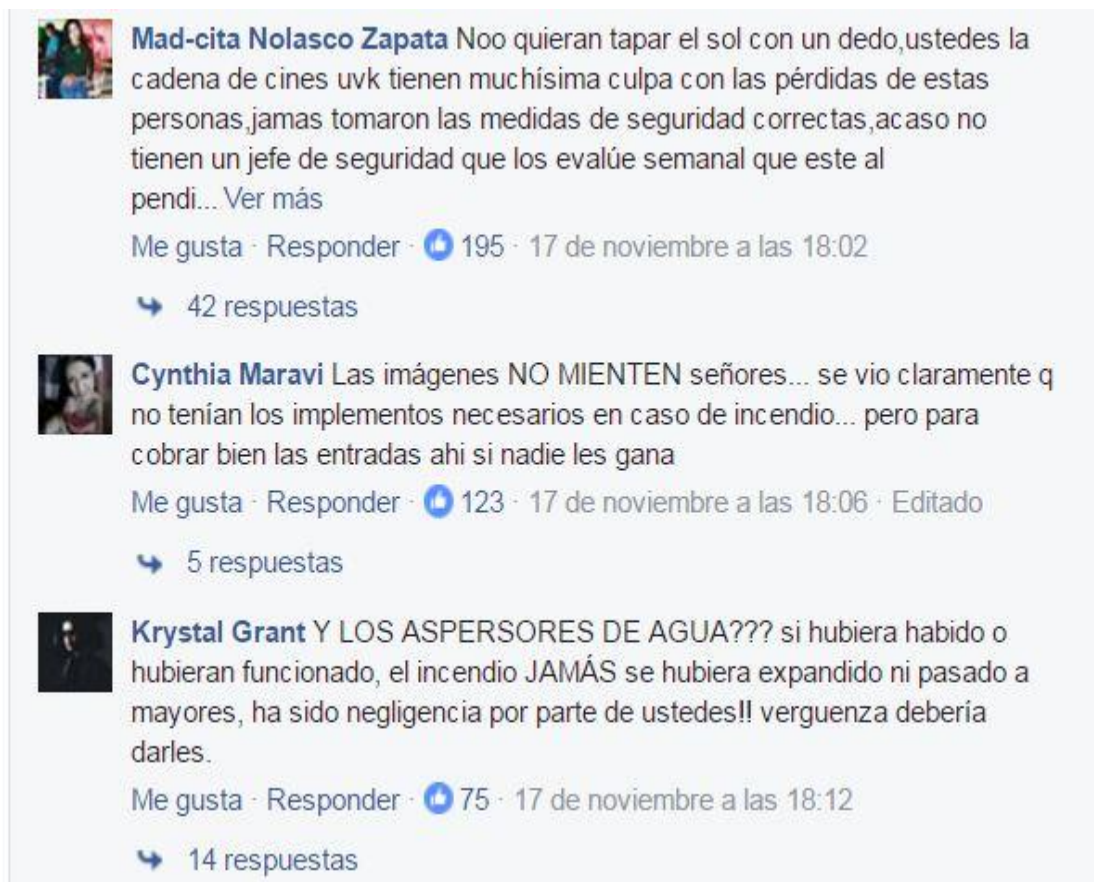 Mad-cita Nolasco Zapata Noo quieran tapar el sol con un dedo,ustedes la
cadena de cines uvk tienen muchísima culpa con las pérdidas de estas
personas,jamas tomaron las medidas de seguridad correctas,acaso no
tienen un jefe de seguridad que los evalúe semanal que este al
pendi... Ver más
Me gusta · Responder · 195 · 17 de noviembre a las 18:02
42 respuestas
Cynthia Maravi Las imágenes NO MIENTEN señores... se vio claramente q
no tenían los implementos necesarios en caso de incendio... pero para
cobrar bien las entradas ahi si nadie les gana
Me gusta · Responder · 123 · 17 de noviembre a las 18:06 · Editado
5 respuestas
Krystal Grant Y LOS ASPERSORES DE AGUA??? si hubiera habido o
hubieran funcionado, el incendio JAMÁS se hubiera expandido ni pasado a
mayores, ha sido negligencia por parte de ustedes!! verguenza debería
darles.
Me gusta · Responder · 75 · 17 de noviembre a las 18:12
14 respuestas